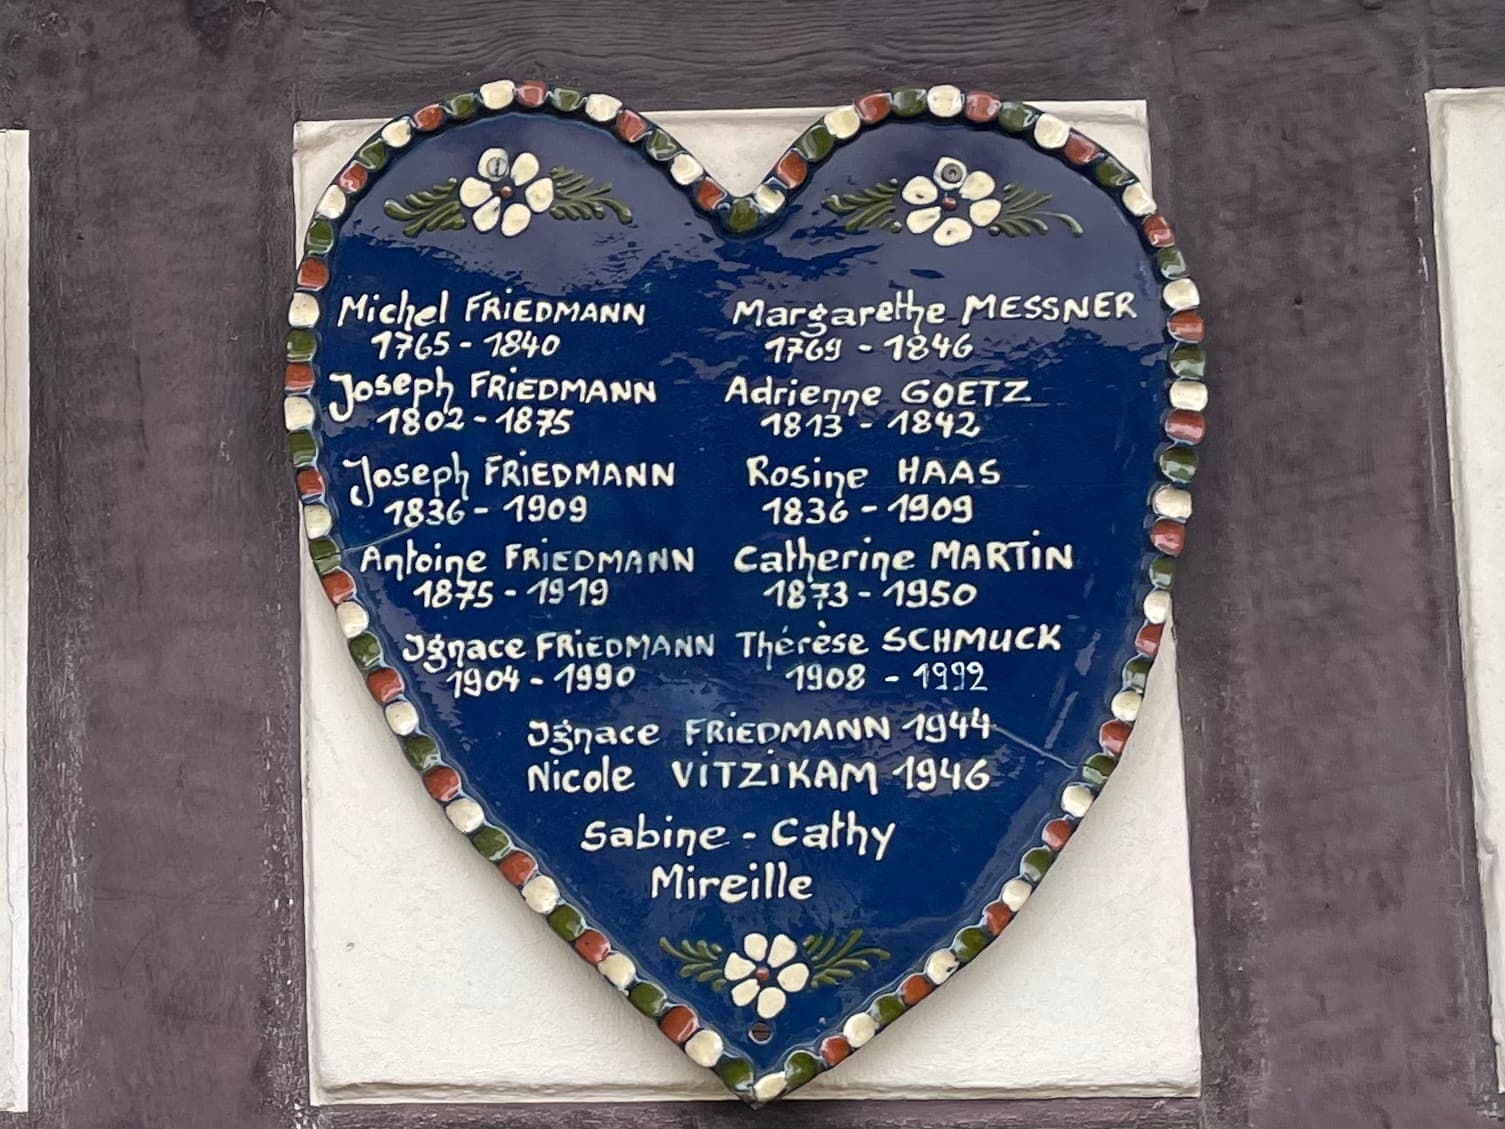 Michel FRiEDMANN
1765 - 1840
Margarethe MESSNER
1769 - 1846
Joseph FRiEDMANN
1802 - 1875
Adrienne GOETZ
1813 - 1842
Joseph FRiEDMANN
1836 - 1909
Rosine HAAS
1836 - 1909
Antoine FRiEDMANN
1875 - 1919
Catherine MARTiN
1873 - 1950
Ignace FRiEDMANN
1904 - 1990
Thérèse SCHMUCK
1908 - 1992
Ignace FRiEDMANN 1944
Nicole ViTZiKAM 1946
Sabine - Cathy
Mireille